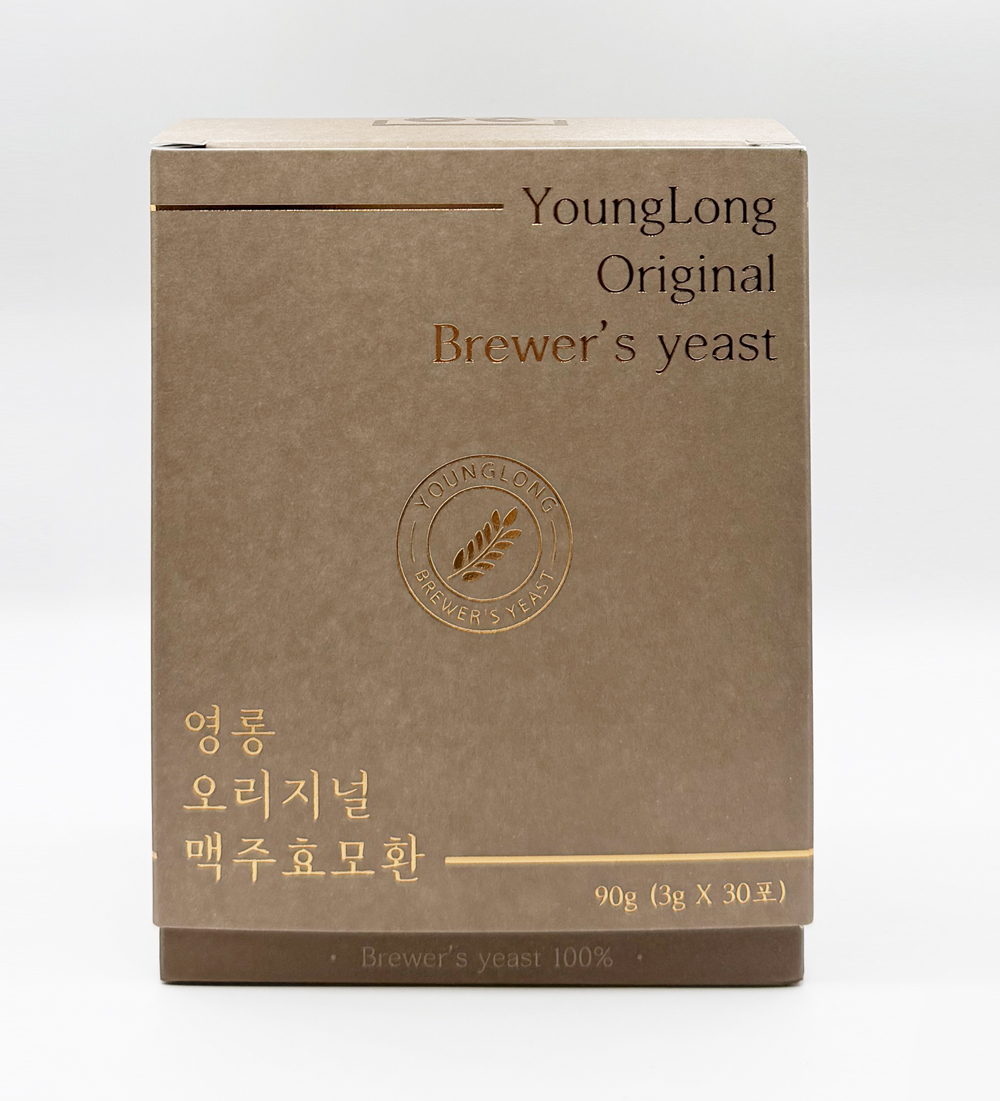 YoungLong
Original
Brewer's yeast
YOUNGLONG
BREWER'S YEAST
영롱
오리지널
맥주효모환
90g (3g X 30포)
· Brewer's yeast 100% ·